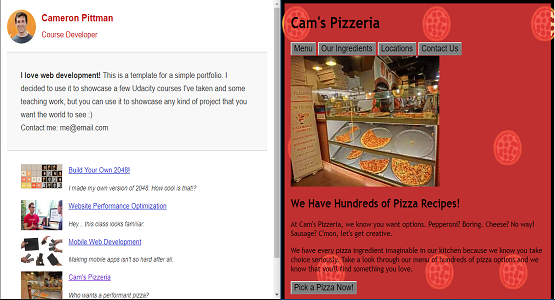 Cameron Pittman
Course Developer
I love web development! This is a template for a simple portfolio. I
decided to use it to showcase a few Udacity courses I've taken and some
teaching work, but you can use it to showcase any kind of project that you
want the world to see :)
Contact me: me@email.com
Build Your Own 2048!
I made my own version of 2048. How cool is that!?
Website Performance Optimization
Hey... this class looks familiar.
Mobile Web Development
Making mobile apps isn't so hard after all.
Cam's Pizzeria
Who wants a performant pizza?
Cam's Pizzeria
Menu Our Ingredients Locations Contact Us
We Have Hundreds of Pizza Recipes!
At Cam's Pizzeria, we know you want options. Pepperoni? Boring. Cheese? No way!
Sausage? C'mon, let's get creative.
We have every pizza ingredient imaginable in our kitchen because we know you take
choice seriously. Take a look through our menu of hundreds of pizza options and we
know that you'll find something you love.
Pick a Pizza Now!